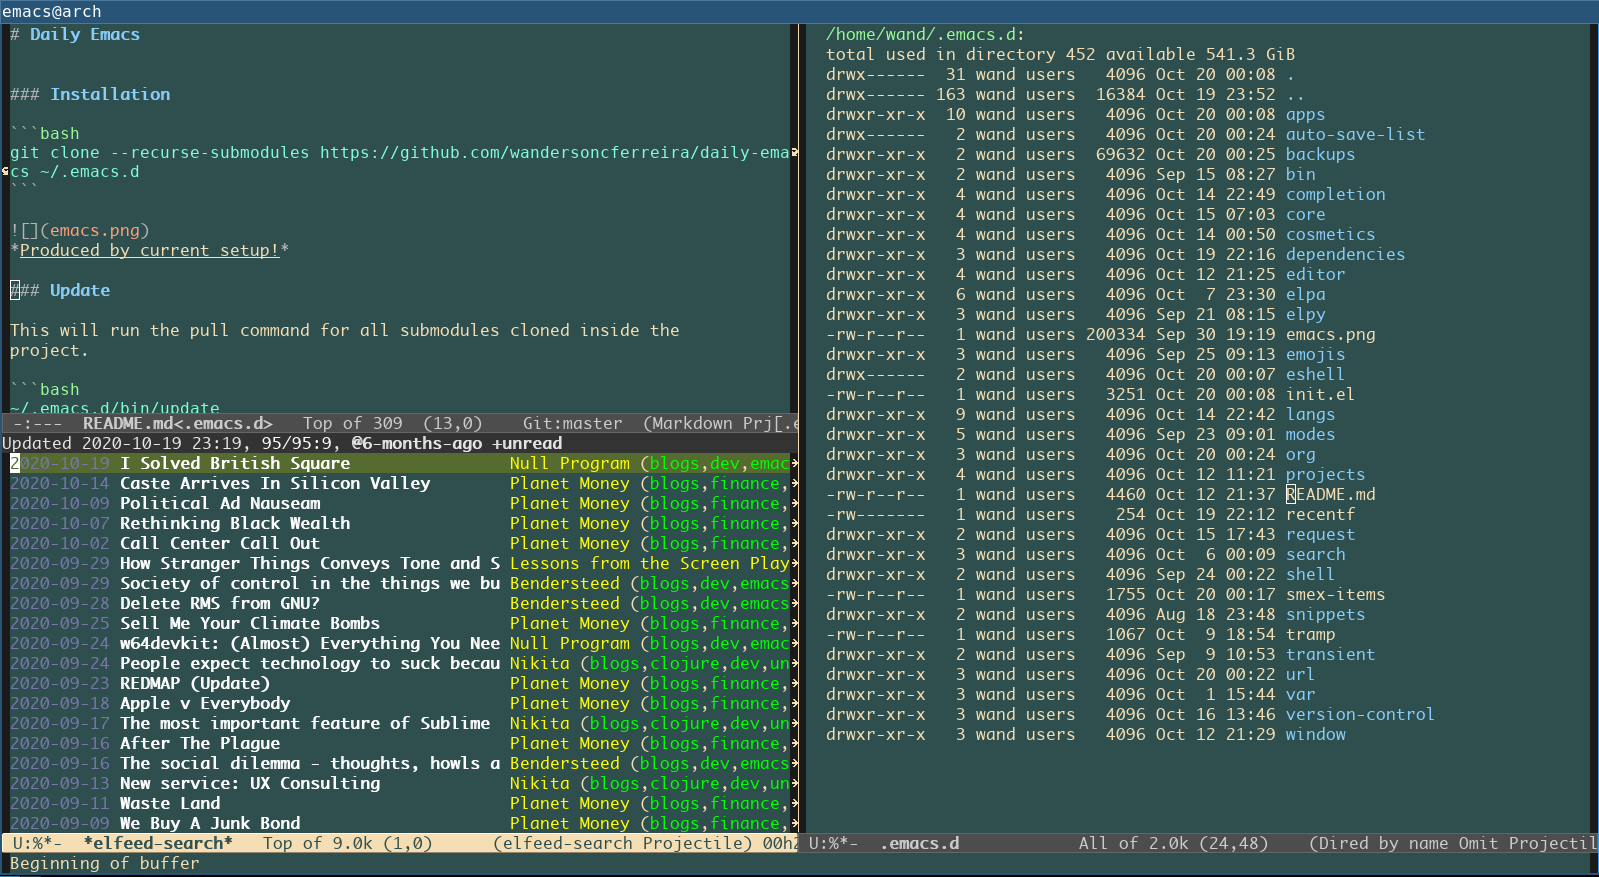 emacs@arch
# Daily Emacs
### Installation
```bash
git clone --recurse-submodules https://github.com/wandersoncferreira/daily-ema
cs ~/.emacs.d
```
![](emacs.png)
*Produced by current setup!*
### Update
This will run the pull command for all submodules cloned inside the
project.
```bash
~/.emacs.d/bin/update
-:---  README.md<.emacs.d>   Top of 309  (13,0)    Git:master  (Markdown Prj[.e
Updated 2020-10-19 23:19, 95/95:9, @6-months-ago +unread
2020-10-19 I Solved British Square                Null Program (blogs,dev,emac
2020-10-14 Caste Arrives In Silicon Valley        Planet Money (blogs,finance,
2020-10-09 Political Ad Nauseam                   Planet Money (blogs,finance,
2020-10-07 Rethinking Black Wealth                Planet Money (blogs,finance,
2020-10-02 Call Center Call Out                   Planet Money (blogs,finance,
2020-09-29 How Stranger Things Conveys Tone and S Lessons from the Screen Play
2020-09-29 Society of control in the things we bu Bendersteed (blogs,dev,emacs
2020-09-28 Delete RMS from GNU?                   Bendersteed (blogs,dev,emacs
2020-09-25 Sell Me Your Climate Bombs             Planet Money (blogs,finance,
2020-09-24 w64devkit: (Almost) Everything You Nee Null Program (blogs,dev,emac
2020-09-24 People expect technology to suck becau Nikita (blogs,clojure,dev,un
2020-09-23 REDMAP (Update)                        Planet Money (blogs,finance,
2020-09-18 Apple v Everybody                      Planet Money (blogs,finance,
2020-09-17 The most important feature of Sublime  Nikita (blogs,clojure,dev,un
2020-09-16 After The Plague                       Planet Money (blogs,finance,
2020-09-16 The social dilemma - thoughts, howls a Bendersteed (blogs,dev,emacs
2020-09-13 New service: UX Consulting             Nikita (blogs,clojure,dev,un
2020-09-11 Waste Land                             Planet Money (blogs,finance,
2020-09-09 We Buy A Junk Bond                     Planet Money (blogs,finance,
U:%*-  *elfeed-search*   Top of 9.0k (1,0)      (elfeed-search Projectile) 00h2
Beginning of buffer
/home/wand/.emacs.d:
total used in directory 452 available 541.3 GiB
drwx------  31 wand users   4096 Oct 20 00:08 .
drwx------ 163 wand users  16384 Oct 19 23:52 ..
drwxr-xr-x  10 wand users   4096 Oct 20 00:08 apps
drwx------   2 wand users   4096 Oct 20 00:24 auto-save-list
drwxr-xr-x   2 wand users  69632 Oct 20 00:25 backups
drwxr-xr-x   2 wand users   4096 Sep 15 08:27 bin
drwxr-xr-x   4 wand users   4096 Oct 14 22:49 completion
drwxr-xr-x   4 wand users   4096 Oct 15 07:03 core
drwxr-xr-x   4 wand users   4096 Oct 14 00:50 cosmetics
drwxr-xr-x   3 wand users   4096 Oct 19 22:16 dependencies
drwxr-xr-x   4 wand users   4096 Oct 12 21:25 editor
drwxr-xr-x   6 wand users   4096 Oct  7 23:30 elpa
drwxr-xr-x   3 wand users   4096 Sep 21 08:15 elpy
-rw-r--r--   1 wand users 200334 Sep 30 19:19 emacs.png
drwxr-xr-x   3 wand users   4096 Sep 25 09:13 emojis
drwx------   2 wand users   4096 Oct 20 00:07 eshell
-rw-r--r--   1 wand users   3251 Oct 20 00:08 init.el
drwxr-xr-x   9 wand users   4096 Oct 14 22:42 langs
drwxr-xr-x   5 wand users   4096 Sep 23 09:01 modes
drwxr-xr-x   3 wand users   4096 Oct 20 00:24 org
drwxr-xr-x   4 wand users   4096 Oct 12 11:21 projects
-rw-r--r--   1 wand users   4460 Oct 12 21:37 README.md
-rw-------   1 wand users    254 Oct 19 22:12 recentf
drwxr-xr-x   2 wand users   4096 Oct 15 17:43 request
drwxr-xr-x   3 wand users   4096 Oct  6 00:09 search
drwxr-xr-x   2 wand users   4096 Sep 24 00:22 shell
-rw-r--r--   1 wand users   1755 Oct 20 00:17 smex-items
drwxr-xr-x   2 wand users   4096 Aug 18 23:48 snippets
-rw-r--r--   1 wand users   1067 Oct  9 18:54 tramp
drwxr-xr-x   2 wand users   4096 Sep  9 10:53 transient
drwxr-xr-x   3 wand users   4096 Oct 20 00:22 url
drwxr-xr-x   3 wand users   4096 Oct  1 15:44 var
drwxr-xr-x   3 wand users   4096 Oct 16 13:46 version-control
drwxr-xr-x   3 wand users   4096 Oct 12 21:29 window
U:%*-  .emacs.d            All of 2.0k (24,48)    (Dired by name Omit Projectil